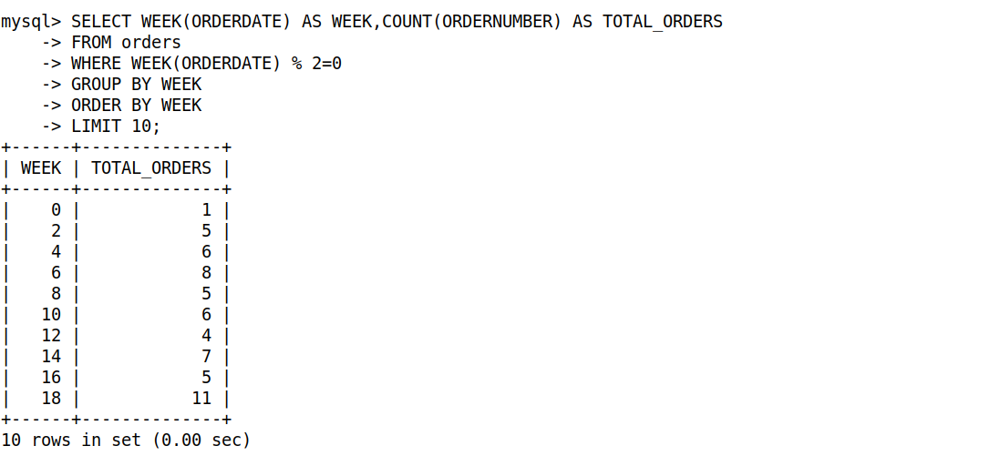 mysql> SELECT WEEK(ORDERDATE) AS WEEK,COUNT(ORDERNUMBER) AS TOTAL_ORDERS
    -> FROM orders
    -> WHERE WEEK(ORDERDATE) % 2=0
    -> GROUP BY WEEK
    -> ORDER BY WEEK
    -> LIMIT 10;
+------+--------------+
| WEEK | TOTAL_ORDERS |
+------+--------------+
|    0 |            1 |
|    2 |            5 |
|    4 |            6 |
|    6 |            8 |
|    8 |            5 |
|   10 |            6 |
|   12 |            4 |
|   14 |            7 |
|   16 |            5 |
|   18 |           11 |
+------+--------------+
10 rows in set (0.00 sec)